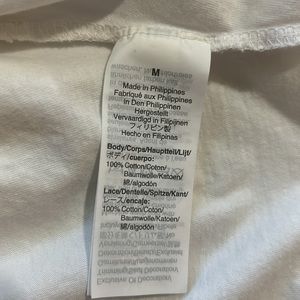 M
Made in Philippines
Fabriqué aux Philippines
In Den Philippinen
Hergestellt
Vervaardigd in Filipijnen
フィリピン製
Hecho en Filipinas
Body/Corps/Hauptteil/Lijf/
ボディ/cuerpo:
100% Cotton/Coton/
Baumwolle/Katoen/
綿/algodón
Lace/Dentelle/Spitze/Kant/
レース/encaje:
100% Cotton/Coton/
Baumwolle/Katoen/
綿/algodón